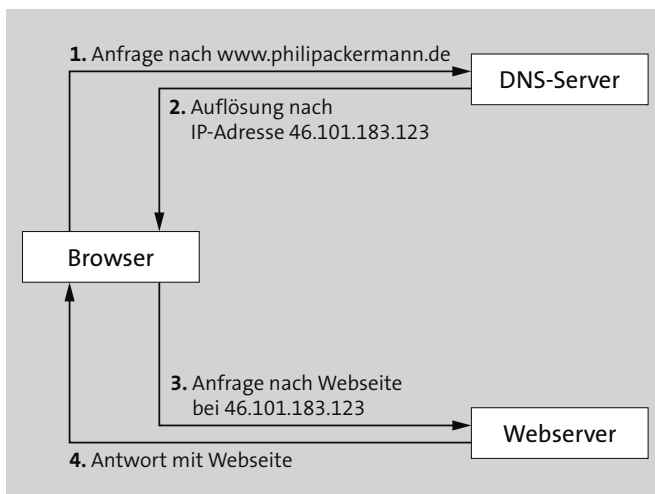 1. Anfrage nach www.philipackermann.de
DNS-Server
2. Auflösung nach
IP-Adresse 46.101.183.123
Browser
3. Anfrage nach Webseite
bei 46.101.183.123
Webserver
4. Antwort mit Webseite